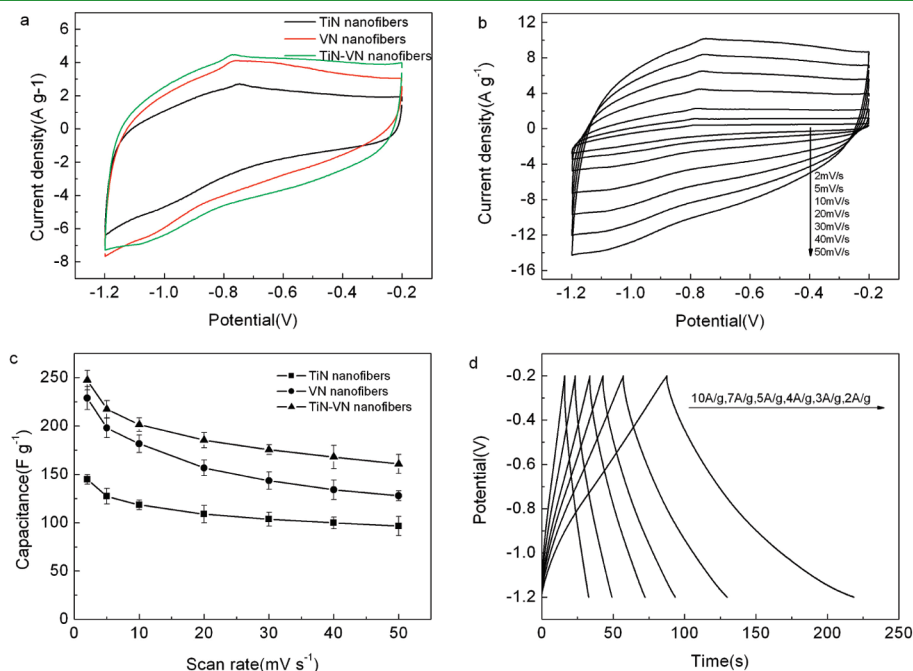 a
TiN nanofibers
VN nanofibers
TiN-VN nanofibers
Current density(A g-1)
6
4
2
0
-2
-4
-6
-8
-1.2 -1.0 -0.8 -0.6 -0.4 -0.2
Potential(V)
b
Current density(A g⁻¹)
12
8
4
0
-4
-8
-12
-16
2mV/s
5mV/s
10mV/s
20mV/s
30mV/s
40mV/s
50mV/s
-1.2 -1.0 -0.8 -0.6 -0.4 -0.2
Potential(V)
c
TiN nanofibers
VN nanofibers
TiN-VN nanofibers
Capacitance(F g⁻¹)
250
200
150
100
50
0
0 10 20 30 40 50
Scan rate(mV s⁻¹)
d
10A/g,7A/g,5A/g,4A/g,3A/g,2A/g
Potential(V)
-0.2
-0.4
-0.6
-0.8
-1.0
-1.2
0 50 100 150 200 250
Time(s)